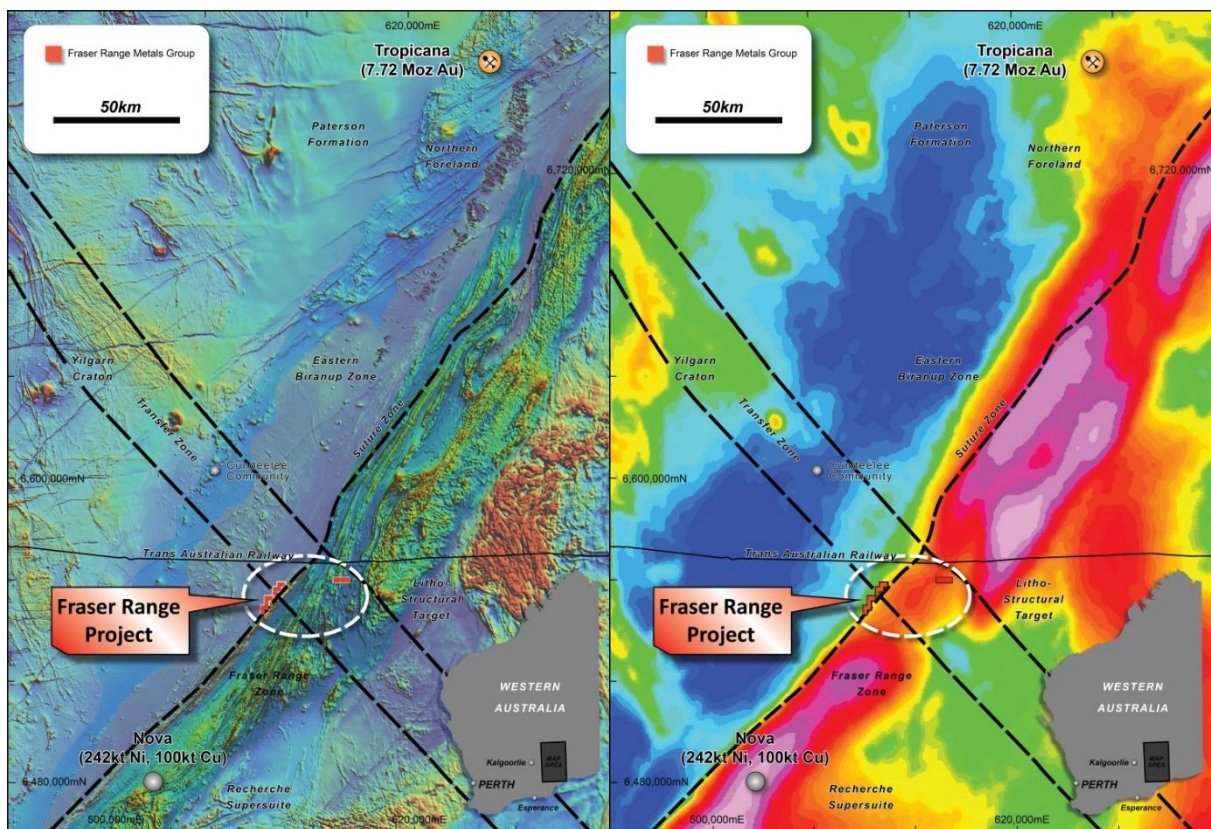 620,000mE
Fraser Range Metals Group
50km
Tropicana
(7.72 Moz Au)
Paterson
Formation
Northern
Foreland
6,720,000mN
Yilgarn
Craton
Eastern
Biranup Zone
Transfer Zone
Suture Zone
Cundeelee
Community
6,600,000mN
Trans Australian Railway
Fraser Range
Project
Litho-
Structural
Target
Fraser Range
Zone
WESTERN
AUSTRALIA
Nova
(242kt Ni, 100kt Cu)
Kalgoorlie
MAP
AREA
6,480,000mN
PERTH
Recherche
Supersuite
Esperance
500,000mE
620,000mE
620,000mE
Fraser Range Metals Group
50km
Tropicana
(7.72 Moz Au)
Paterson
Formation
Northern
Foreland
6,720,000mN
Yilgarn
Craton
Eastern
Biranup Zone
Transfer Zone
Suture Zone
Cundeelee
Community
6,600,000mN
Trans Australian Railway
Fraser Range
Project
Litho-
Structural
Target
Fraser Range
Zone
WESTERN
AUSTRALIA
Nova
(242kt Ni, 100kt Cu)
Kalgoorlie
MAP
AREA
6,480,000mN
PERTH
Recherche
Supersuite
Esperance
500,000mE
620,000mE